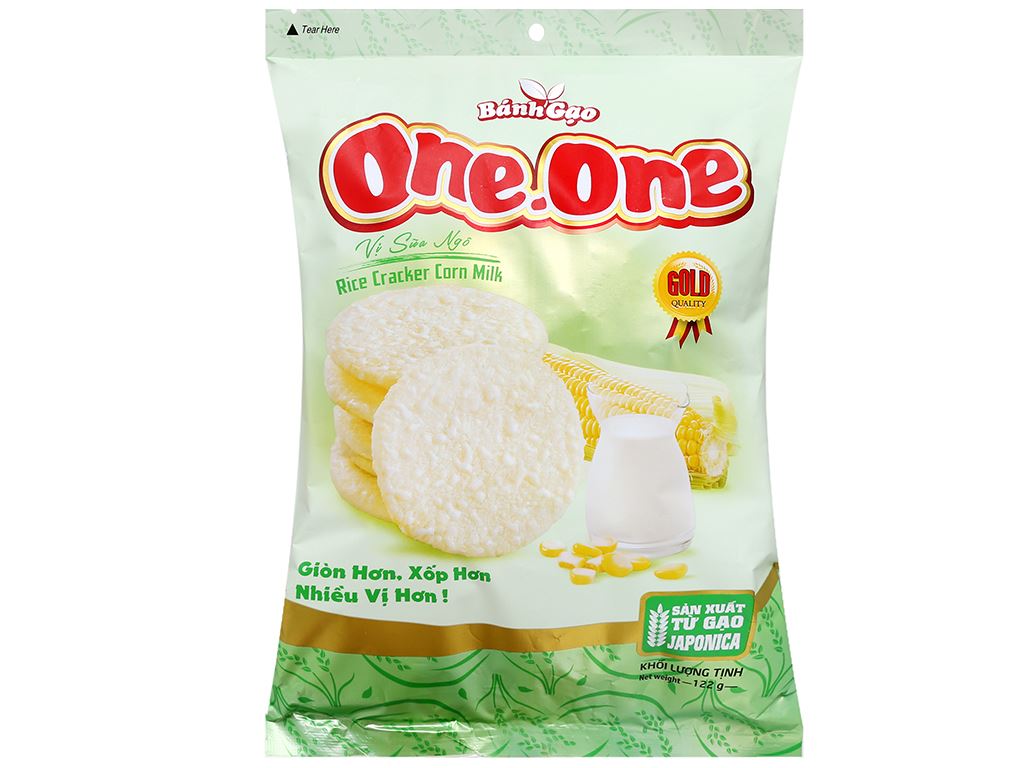 ▲ Tear Here
Bánh Gạo
One.One
Vị Sữa Ngô
Rice Cracker Corn Milk
GOLD
QUALITY
Giòn Hơn, Xốp Hơn
Nhiều Vị Hơn !
SẢN XUẤT
TỪ GẠO
JAPONICA
KHỐI LƯỢNG TỊNH
Net weight — 122 g —